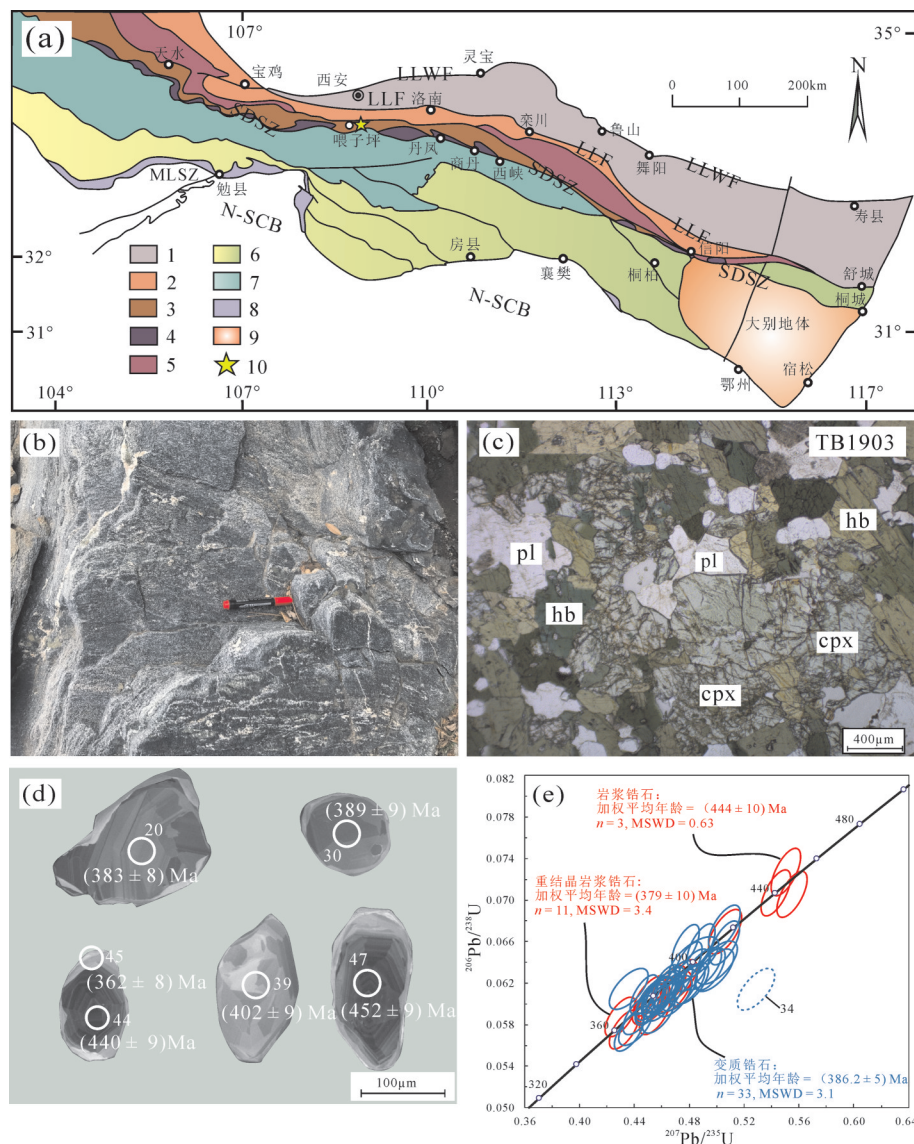 (a)
107°
35°
天水
宝鸡
西安
灵宝
LLWF
LLF
洛南
0 100 200km
N
SDSZ
喂子坪
丹凤
商丹
西峡
栾川
鲁山
舞阳
LLF
LLWF
SDSZ
MLSZ
勉县
N-SCB
寿县
LLF
信阳
SDSZ
舒城
桐城
32°
31°
房县
襄樊
桐柏
N-SCB
大别地体
鄂州
宿松
31°
1
2
3
4
5
6
7
8
9
10
104°
107°
110°
113°
117°
(b)
(c)
TB1903
pl
pl
hb
hb
cpx
cpx
400μm
(d)
20
(383 ± 8) Ma
(389 ± 9) Ma
30
45
(362 ± 8) Ma
44
(440 ± 9) Ma
39
(402 ± 9) Ma
47
(452 ± 9) Ma
100μm
(e)
0.082
0.078
0.074
0.070
0.066
0.062
0.058
0.054
0.050
206Pb/238U
岩浆锆石：
加权平均年龄 = （444 ± 10) Ma
n = 3, MSWD = 0.63
重结晶岩浆锆石：
加权平均年龄 = (379 ± 10) Ma
n = 11, MSWD = 3.4
480
440
400
360
320
34
变质锆石：
加权平均年龄 = （386.2 ± 5) Ma
n = 33, MSWD = 3.1
0.36 0.40 0.44 0.48 0.52 0.56 0.60 0.64
207Pb/235U